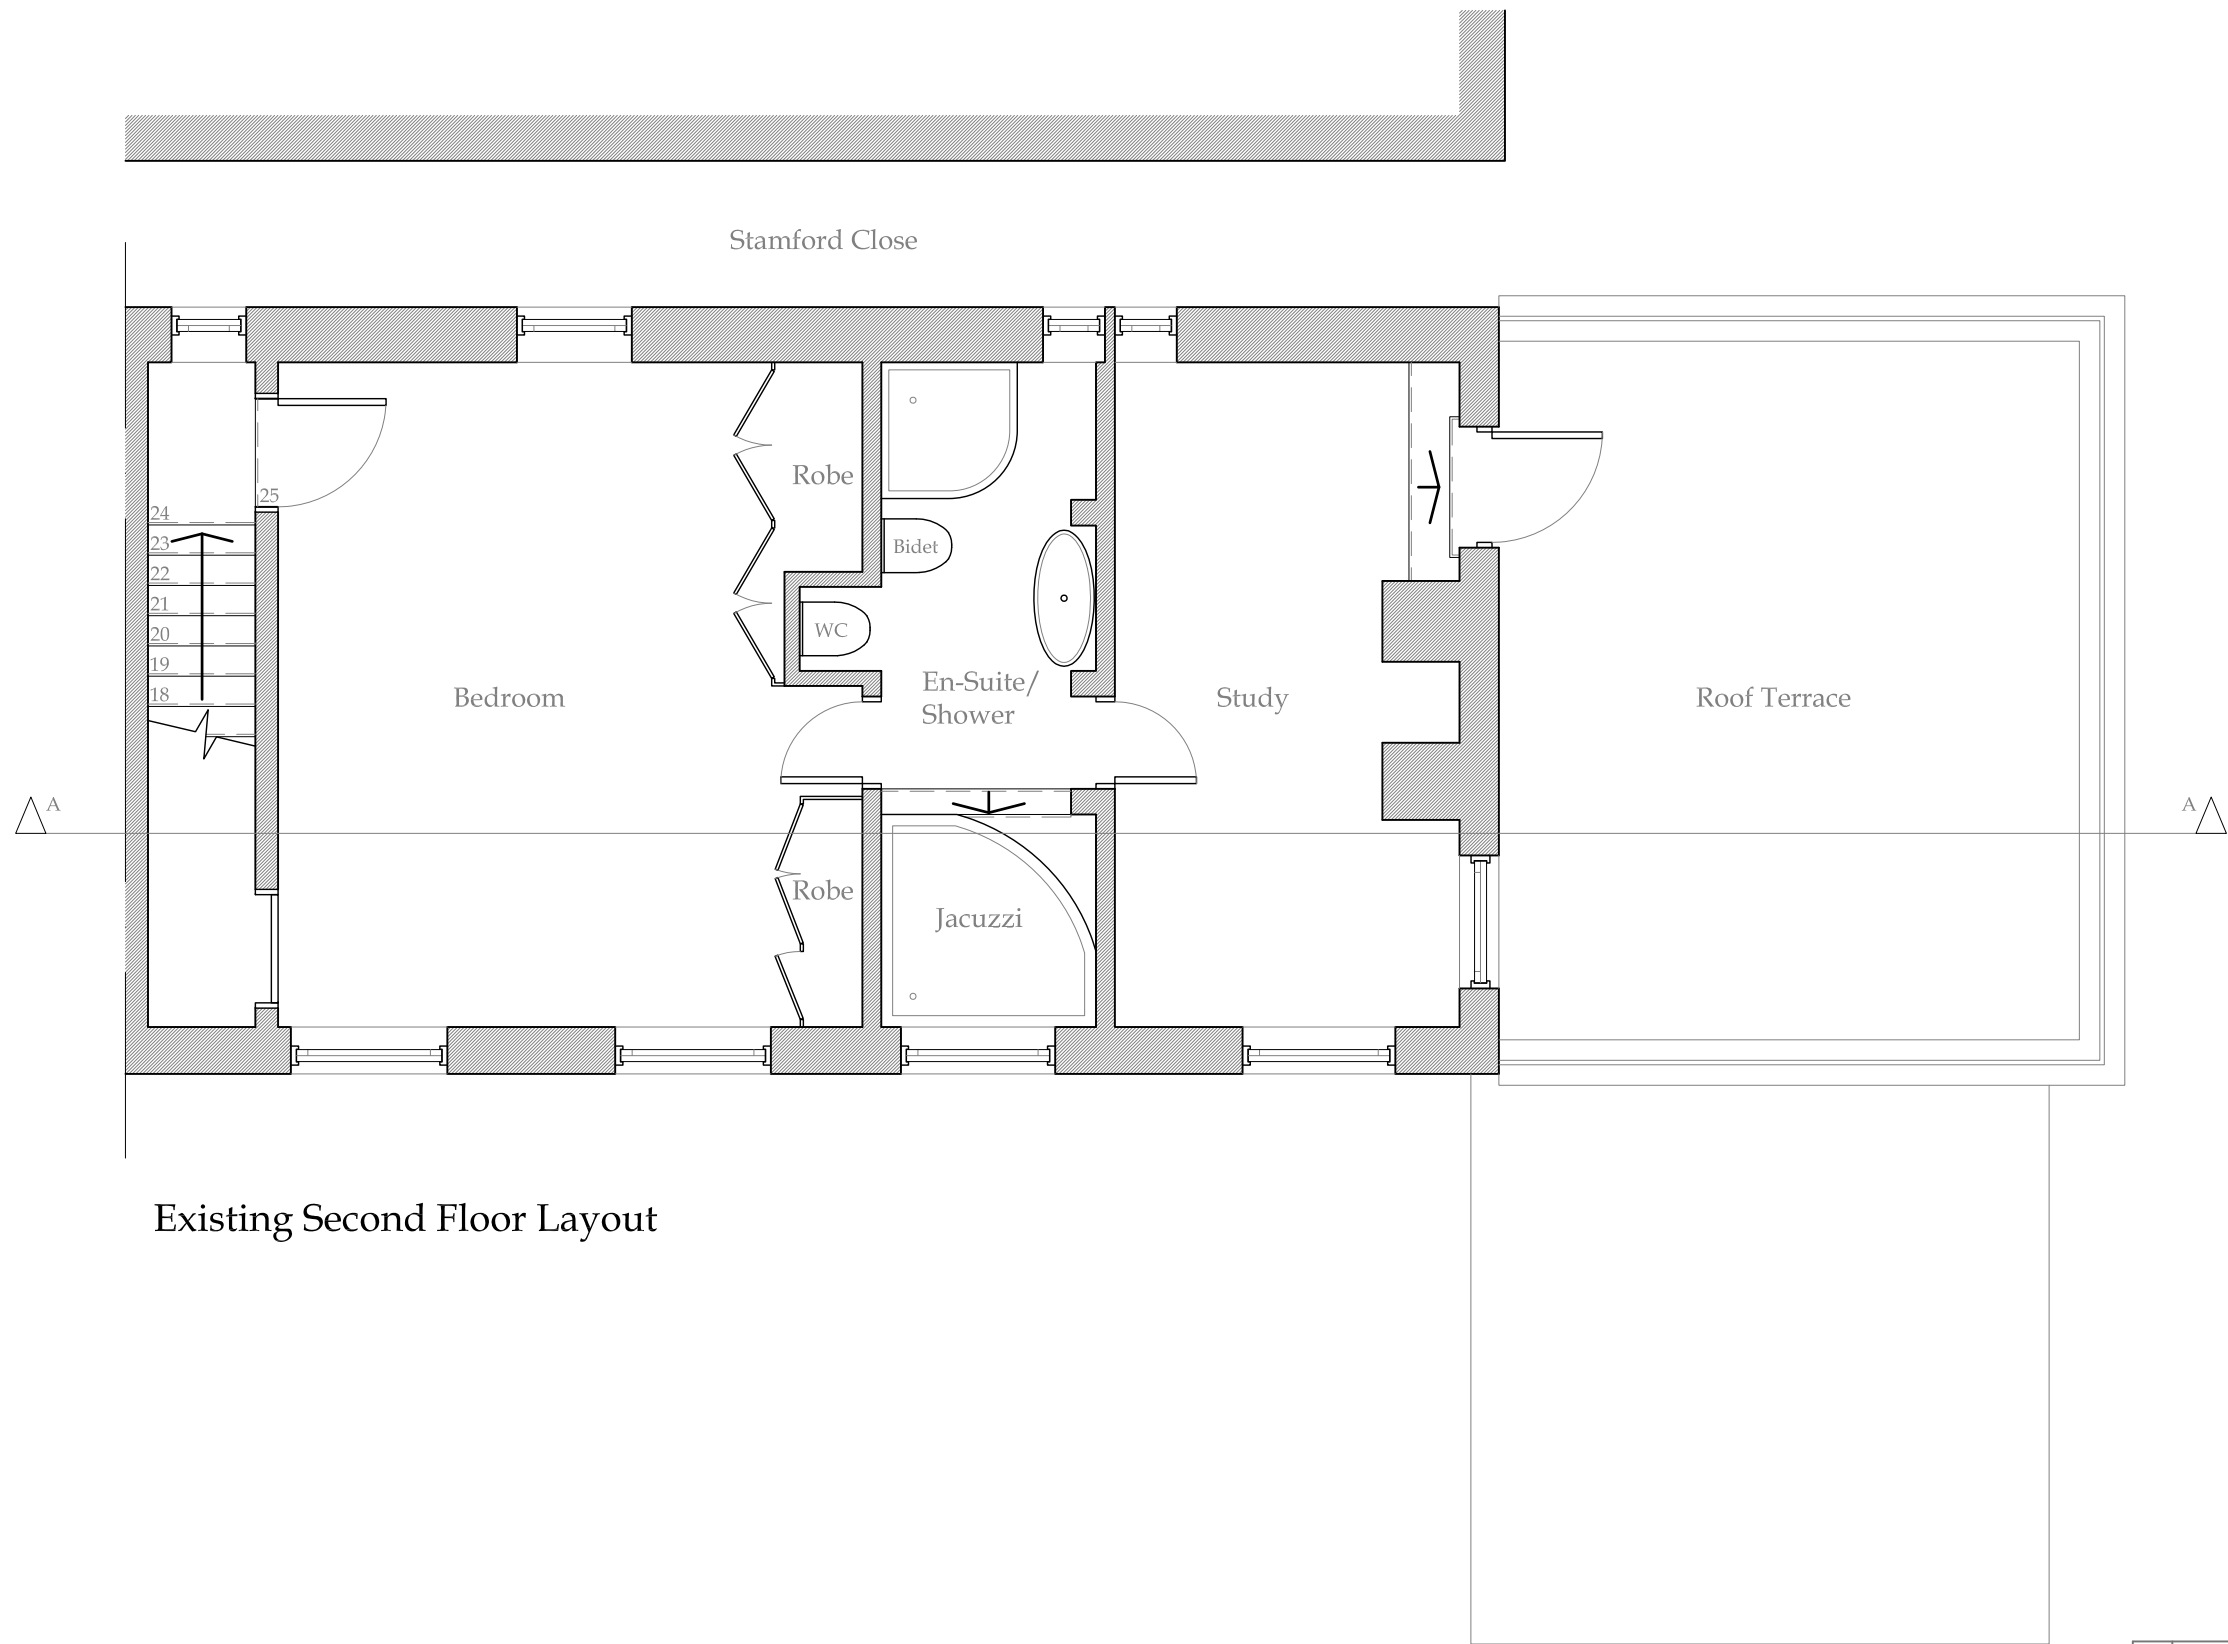 Stamford Close
Robe
25
24
23
22
21
20
19
18
Bidet
WC
Bedroom
En-Suite/
Shower
Study
Roof Terrace
A
A
Robe
Jacuzzi
Existing Second Floor Layout